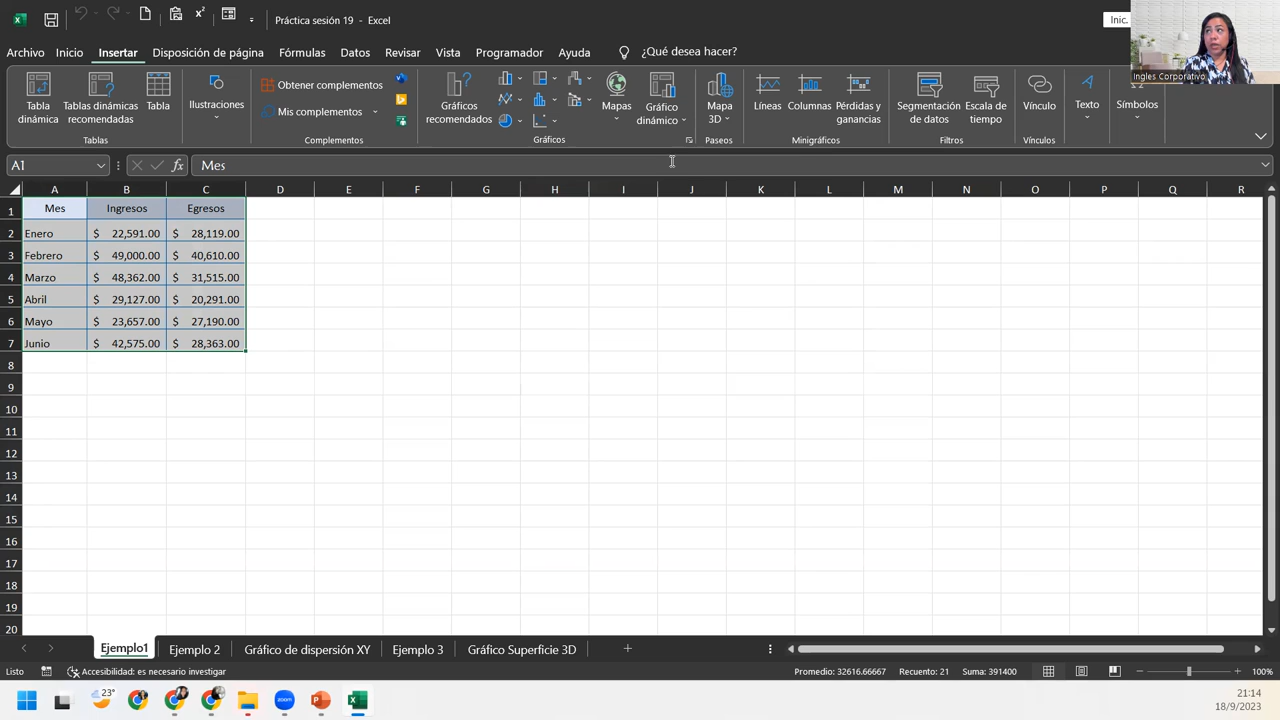 Práctica sesión 19 - Excel
Inic.
Ingles Corporativo
Archivo Inicio Insertar Disposición de página Fórmulas Datos Revisar Vista Programador Ayuda ¿Qué desea hacer?
Tabla dinámica
Tablas dinámicas recomendadas
Tabla
Ilustraciones
Obtener complementos
Mis complementos
Gráficos recomendados
Mapas
Gráfico dinámico
Mapa 3D
Líneas
Columnas
Pérdidas y ganancias
Segmentación de datos
Escala de tiempo
Vínculo
Texto
Símbolos
Tablas Complementos Gráficos Paseos Minigráficos Filtros Vínculos
A1 fx Mes
A B C D E F G H I J K L M N O P Q R
1 Mes Ingresos Egresos
2 Enero $ 22,591.00 $ 28,119.00
3 Febrero $ 49,000.00 $ 40,610.00
4 Marzo $ 48,362.00 $ 31,515.00
5 Abril $ 29,127.00 $ 20,291.00
6 Mayo $ 23,657.00 $ 27,190.00
7 Junio $ 42,575.00 $ 28,363.00
8
9
10
11
12
13
14
15
16
17
18
19
20
Ejemplo1 Ejemplo 2 Gráfico de dispersión XY Ejemplo 3 Gráfico Superficie 3D
Listo Accesibilidad: es necesario investigar Promedio: 32616.66667 Recuento: 21 Suma: 391400 100%
23° zoom 21:14
18/9/2023